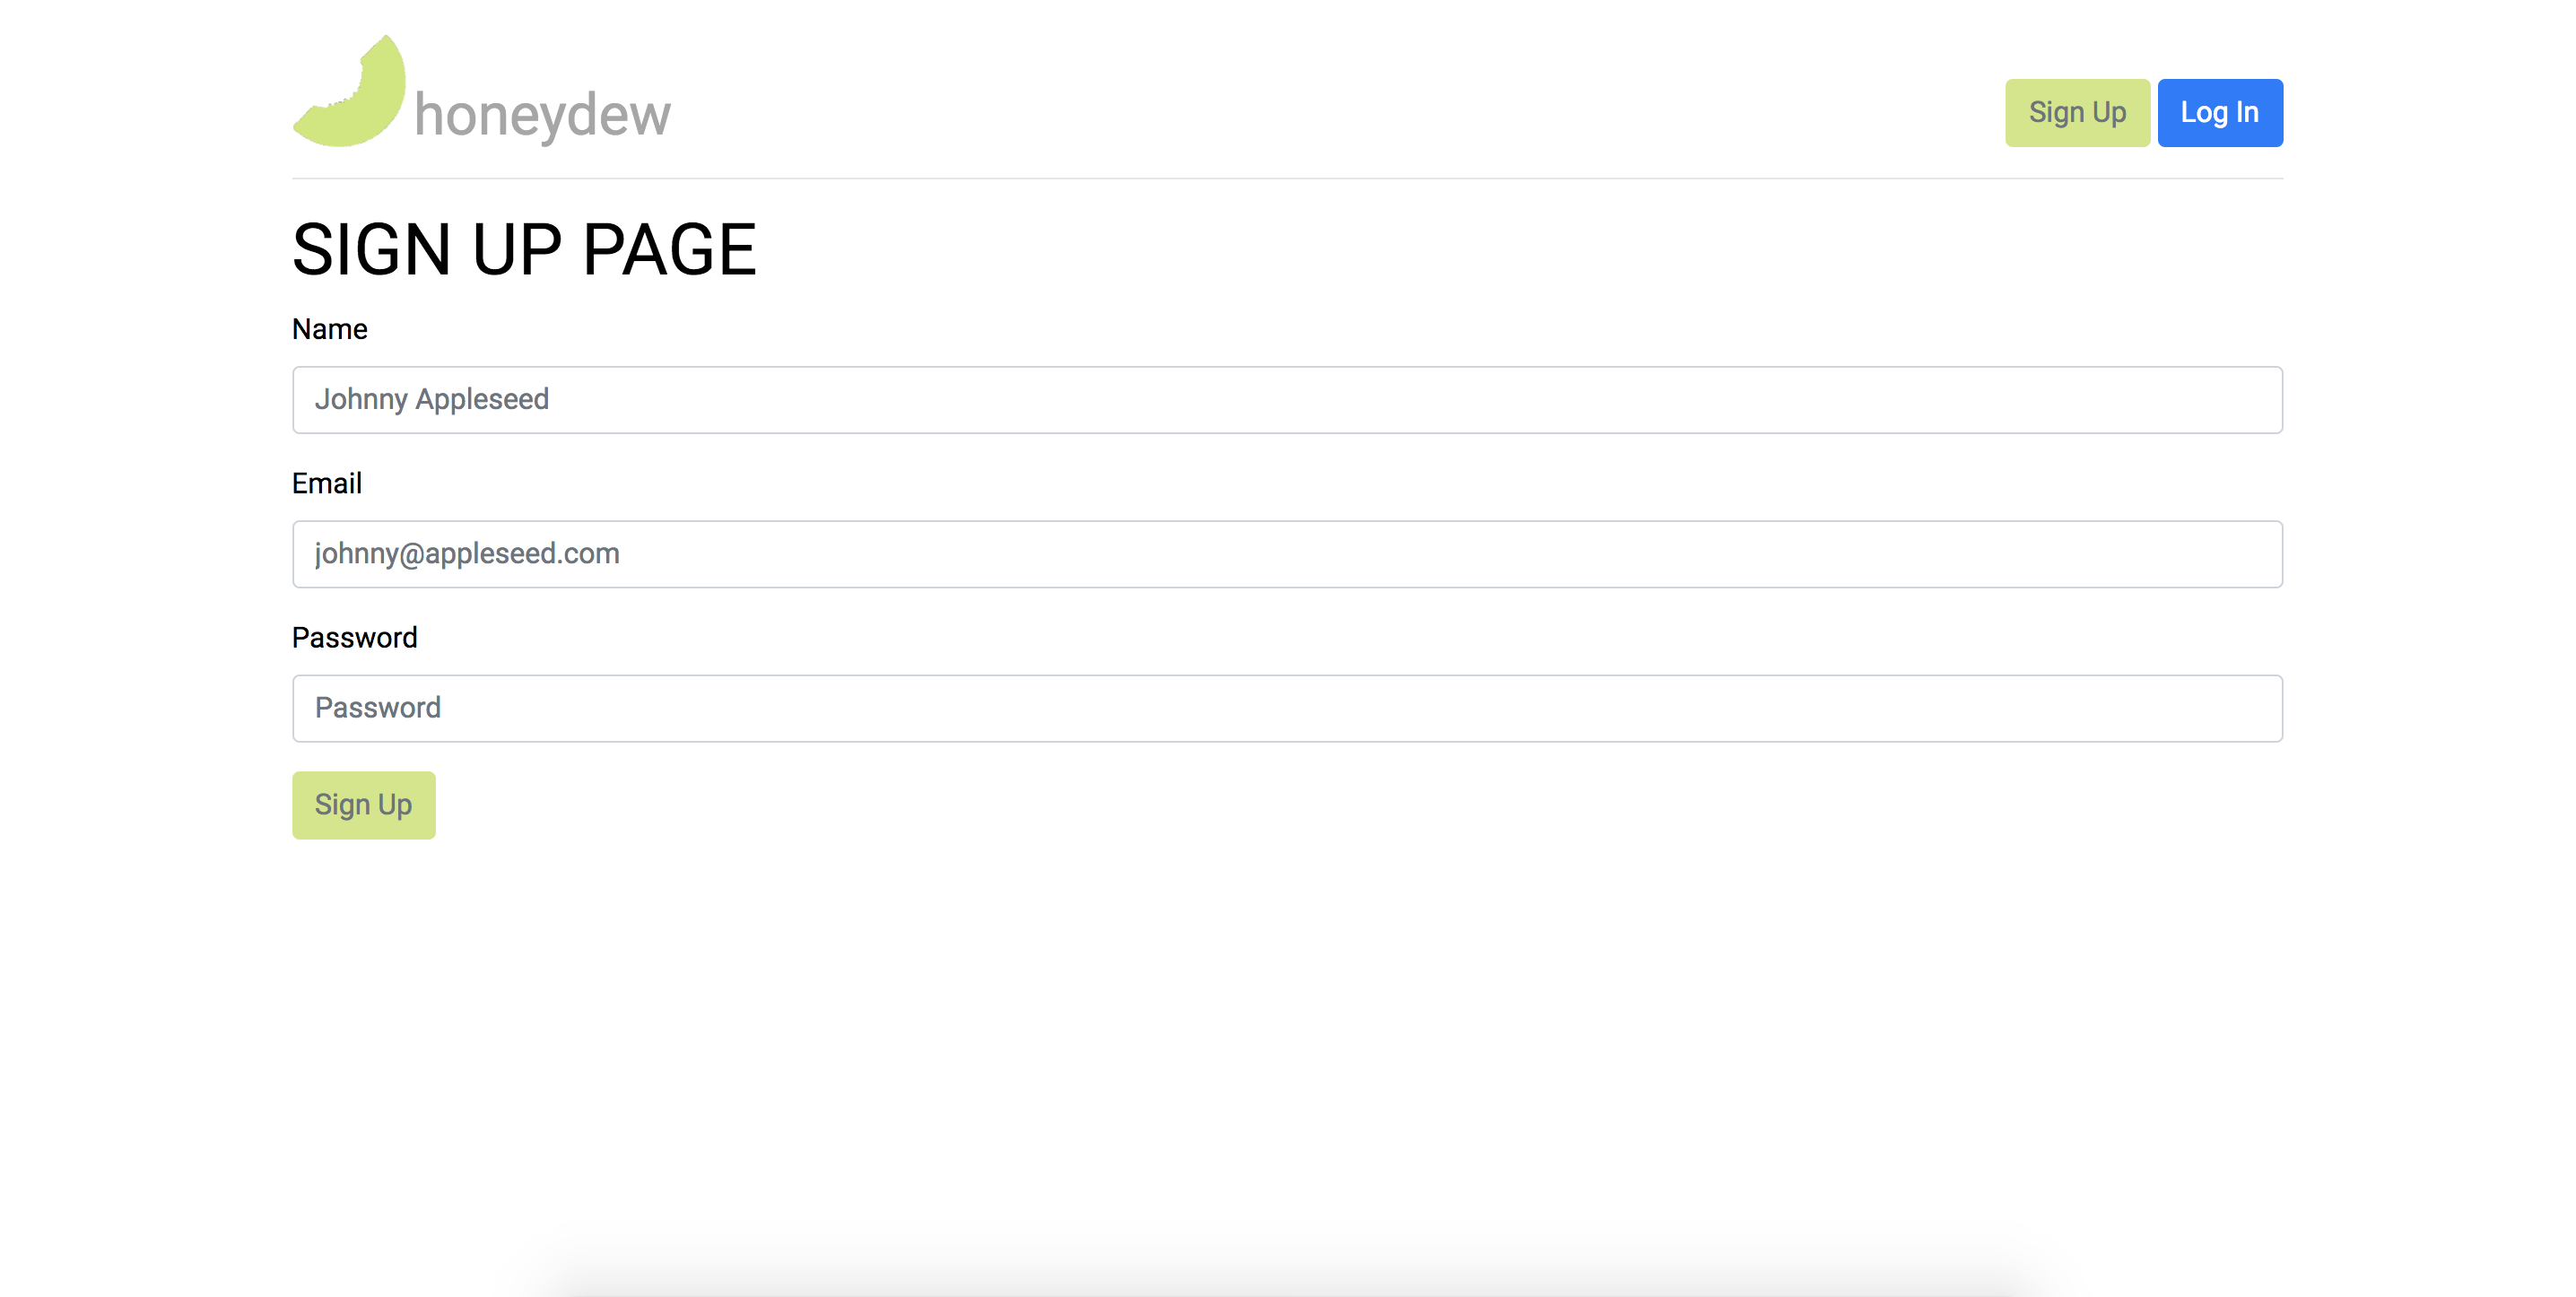 honeydew
Sign Up
Log In
SIGN UP PAGE
Name
Johnny Appleseed
Email
johnny@appleseed.com
Password
Password
Sign Up